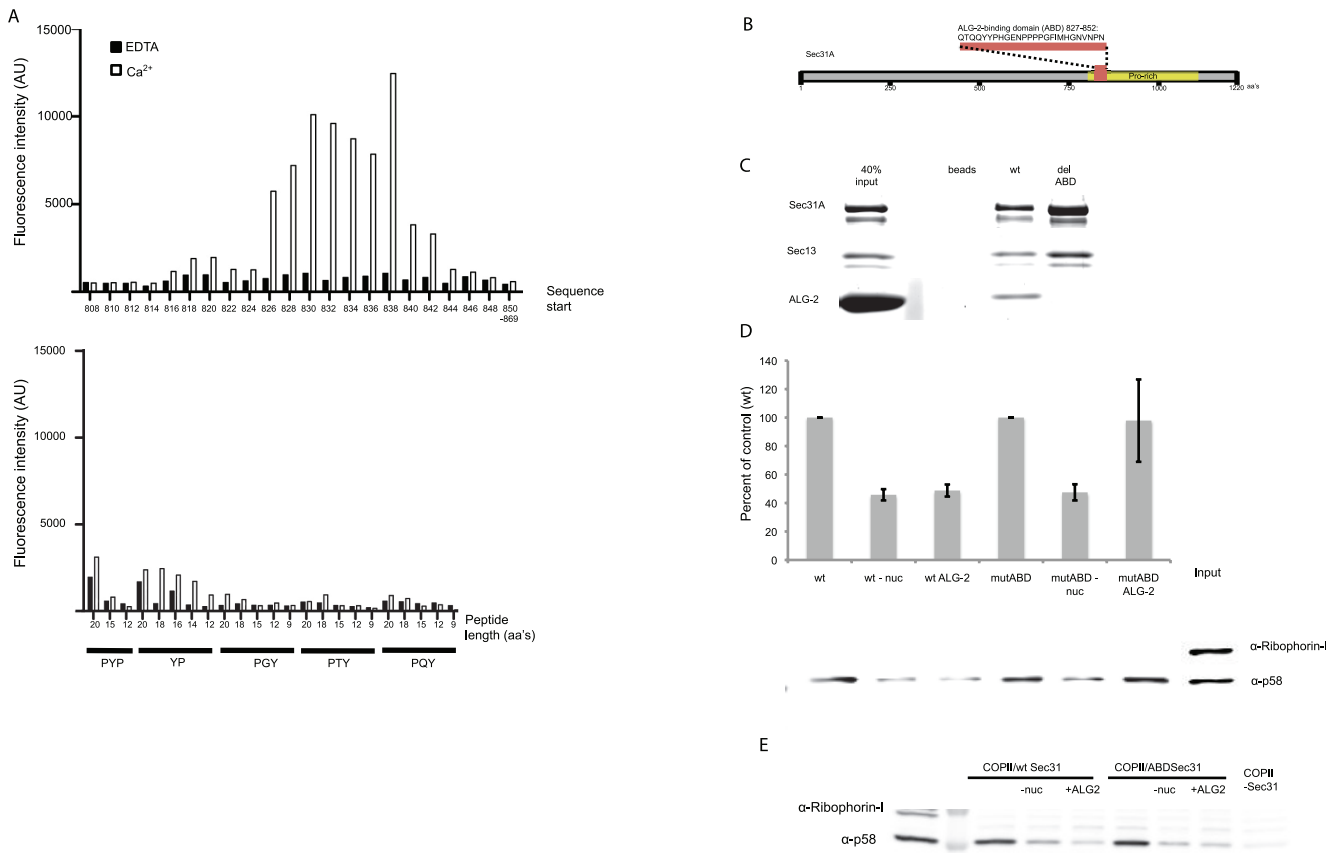 A
Fluorescence intensity (AU)
15000
10000
5000
EDTA
Ca²⁺
808 810 812 814 816 818 820 822 824 826 828 830 832 834 836 838 840 842 844 846 848 850
-869
Sequence
start
Fluorescence intensity (AU)
15000
10000
5000
20 15 12 20 18 16 14 12 20 18 15 12 9 20 18 15 12 9 20 18 15 12 9
Peptide
length (aa's)
PYP YP PGY PTY PQY
B
ALG-2-binding domain (ABD) 827-852:
QTQQYYPHGENPPPPGFIMHGNVNPN
Sec31A
Pro-rich
1 250 500 750 1000 1220 aa's
C
40%
input
beads
wt
del
ABD
Sec31A
Sec13
ALG-2
D
Percent of control (wt)
140
120
100
80
60
40
20
0
wt
wt - nuc
wt ALG-2
mutABD
mutABD -
nuc
mutABD
ALG-2
Input
α-Ribophorin-I
α-p58
E
COPII/wt Sec31
-nuc +ALG2
COPII/ABDSec31
-nuc +ALG2
COPII
-Sec31
α-Ribophorin-I
α-p58